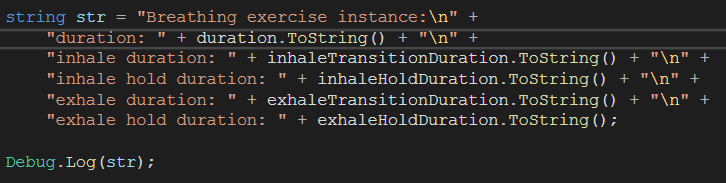 string str = "Breathing exercise instance:\n" +
"duration: " + duration.ToString() + "\n" +
"inhale duration: " + inhaleTransitionDuration.ToString() + "\n" +
"inhale hold duration: " + inhaleHoldDuration.ToString() + "\n" +
"exhale duration: " + exhaleTransitionDuration.ToString() + "\n" +
"exhale hold duration: " + exhaleHoldDuration.ToString();
Debug.Log(str);